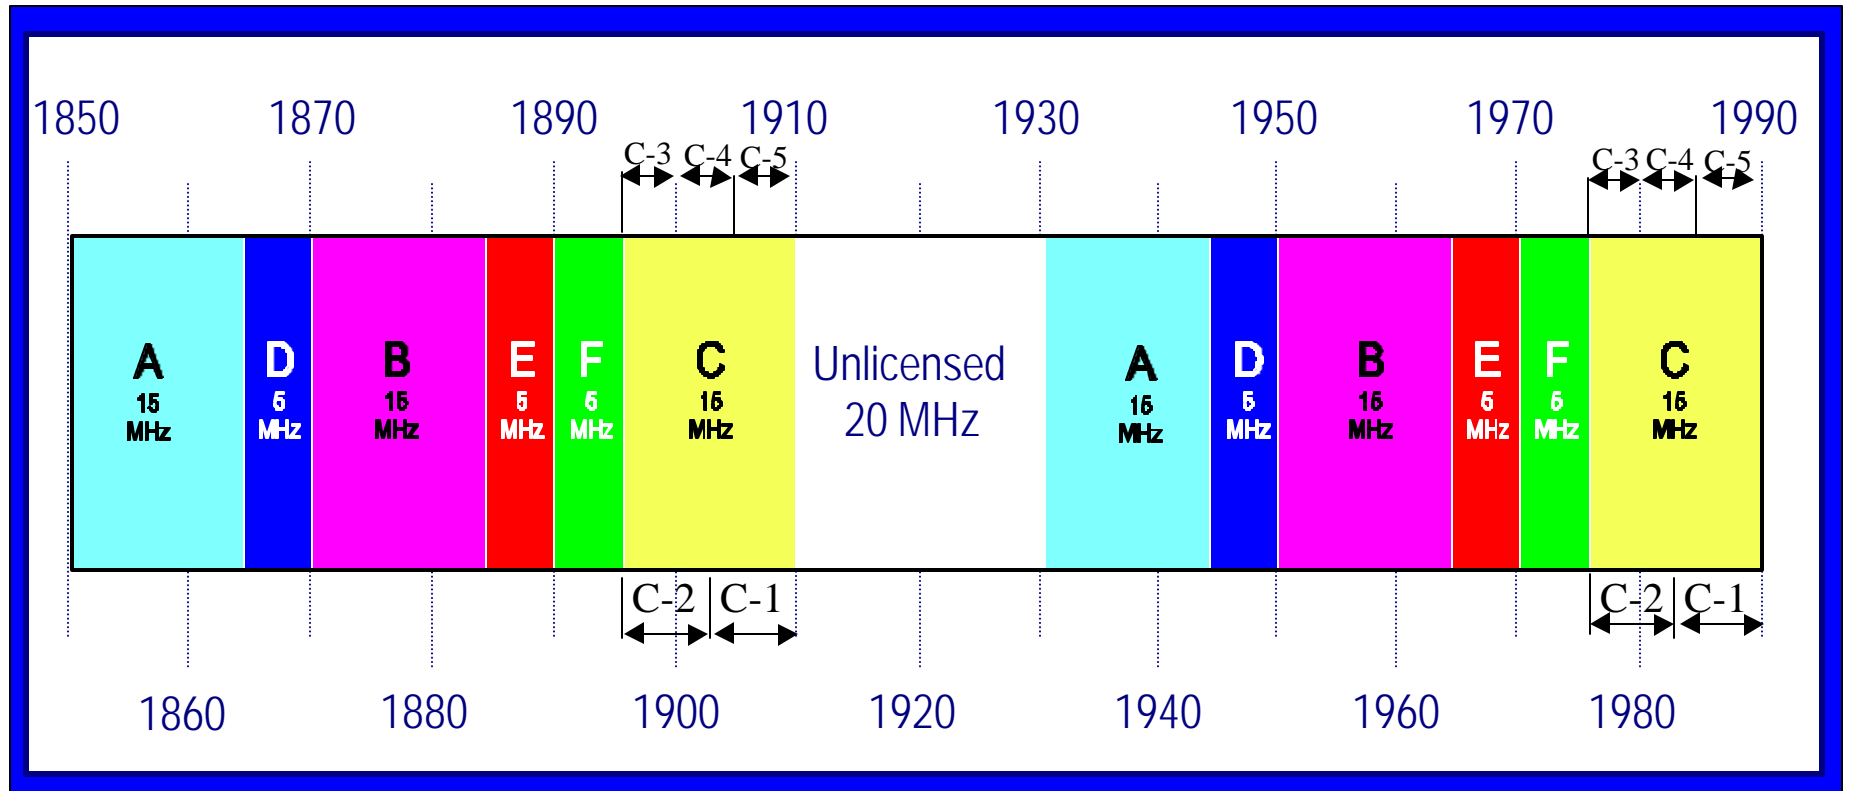 1850 1870 1890 1910 1930 1950 1970 1990
C-3 C-4 C-5 C-3 C-4 C-5
A D B E F C Unlicensed A D B E F C
15 5 15 5 5 15 20 MHz 15 5 15 5 5 15
MHz MHz MHz MHz MHz MHz MHz MHz MHz MHz MHz MHz
C-2 C-1 C-2 C-1
1860 1880 1900 1920 1940 1960 1980